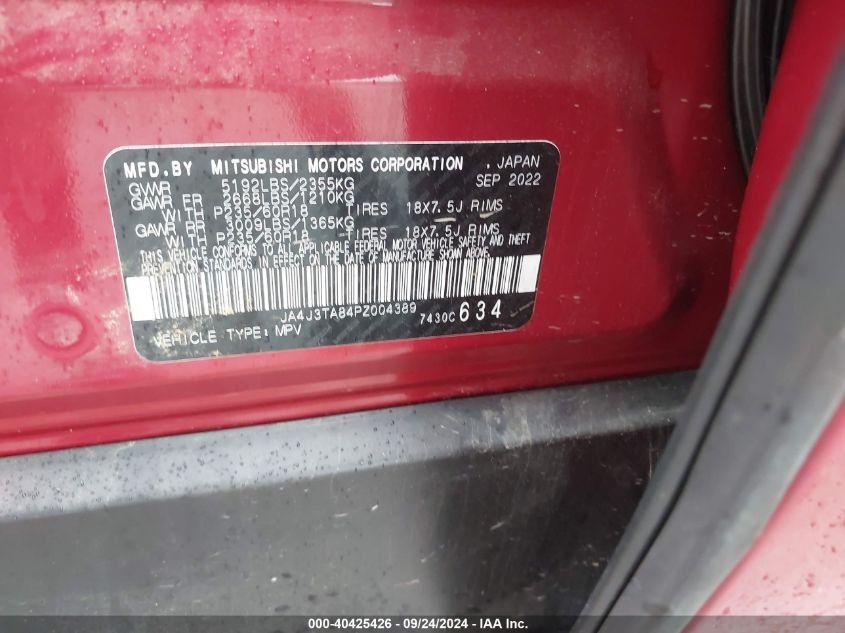 MFD.BY MITSUBISHI MOTORS CORPORATION . JAPAN
GVWR 5192LBS/2355KG SEP 2022
GAWR FR 2668LBS/1210KG
WITH P235/60R18 TIRES 18X7.5J RIMS
GAWR RR 3009LBS/1365KG
WITH P235/60R18 TIRES 18X7.5J RIMS
THIS VEHICLE CONFORMS TO ALL APPLICABLE FEDERAL MOTOR VEHICLE SAFETY AND THEFT
PREVENTION STANDARDS IN EFFECT ON THE DATE OF MANUFACTURE SHOWN ABOVE.
JA4J3TA84PZ004389 7430C 634
VEHICLE TYPE: MPV
000-40425426 - 09/24/2024 - IAA Inc.